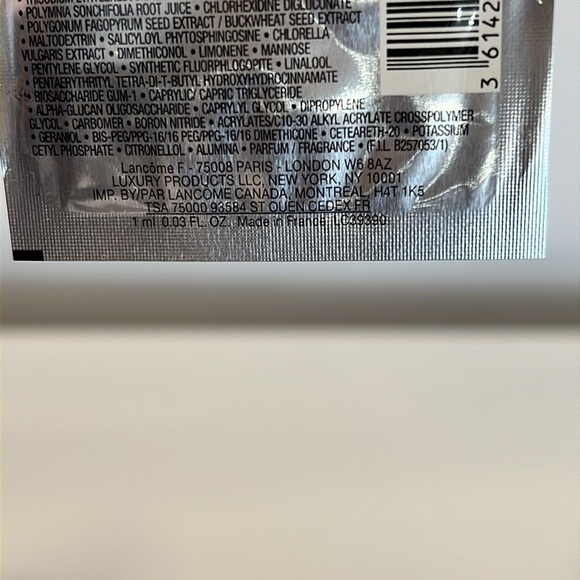 • POLYMNIA SONCHIFOLIA ROOT JUICE • CHLORHEXIDINE DIGLUCONATE
• POLYGONUM FAGOPYRUM SEED EXTRACT / BUCKWHEAT SEED EXTRACT
• MALTODEXTRIN • SALICYLOYL PHYTOSPHINGOSINE • CHLORELLA
VULGARIS EXTRACT • DIMETHICONOL • LIMONENE • MANNOSE
• PENTYLENE GLYCOL • SYNTHETIC FLUORPHLOGOPITE • LINALOOL
• PENTAERYTHRITYL TETRA-DI-T-BUTYL HYDROXYHYDROCINNAMATE
• BIOSACCHARIDE GUM-1 • CAPRYLIC/ CAPRIC TRIGLYCERIDE
• ALPHA-GLUCAN OLIGOSACCHARIDE • CAPRYLYL GLYCOL • DIPROPYLENE
GLYCOL • CARBOMER • BORON NITRIDE • ACRYLATES/C10-30 ALKYL ACRYLATE CROSSPOLYMER
• GERANIOL • BIS-PEG/PPG-16/16 PEG/PPG-16/16 DIMETHICONE • CETEARETH-20 • POTASSIUM
CETYL PHOSPHATE • CITRONELLOL • ALUMINA • PARFUM / FRAGRANCE • (F.I.L. B257053/1)
Lancôme F - 75008 PARIS - LONDON W6 8AZ
LUXURY PRODUCTS LLC, NEW YORK, NY 10001
IMP. BY/PAR LANCÔME CANADA, MONTRÉAL, H4T 1K5
TSA 75000 93584 ST OUEN CEDEX FR
1 ml 0.03 FL. OZ. Made in France LC39390
3 6142